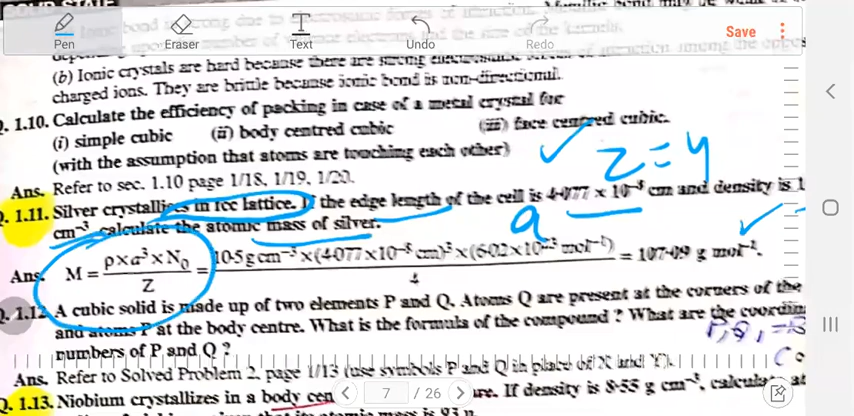 Pen
Eraser
Text
Undo
Redo
Save
(b) Ionic crystals are hard because there are strong electrostatic forces of
charged ions. They are brittle because ionic bond is non-directional.
Q. 1.10. Calculate the efficiency of packing in case of a metal crystal for
(i) simple cubic (ii) body centred cubic (iii) face centred cubic.
(with the assumption that atoms are touching each other)
Ans. Refer to sec. 1.10 page 1/18, 1/19, 1/20.
z = 4
Q. 1.11. Silver crystallises in fcc lattice. If the edge length of the cell is 4·077 × 10⁻⁸ cm and density is 1
cm⁻³, calculate the atomic mass of silver.
a
Ans. M = ρ×a³×N₀ / Z = 10·5 g cm⁻³ × (4·077×10⁻⁸ cm)³ × (6·02×10²³ mol⁻¹) / 4 = 107·09 g mol⁻¹.
Q. 1.12. A cubic solid is made up of two elements P and Q. Atoms Q are present at the corners of the
and atoms P at the body centre. What is the formula of the compound ? What are the coordin
numbers of P and Q ?
Ans. Refer to Solved Problem 2, page 1/13 (use symbols P and Q in place of X and Y).
Q. 1.13. Niobium crystallizes in a body cen
ure. If density is 8·55 g cm⁻³, calculate at
7 / 26